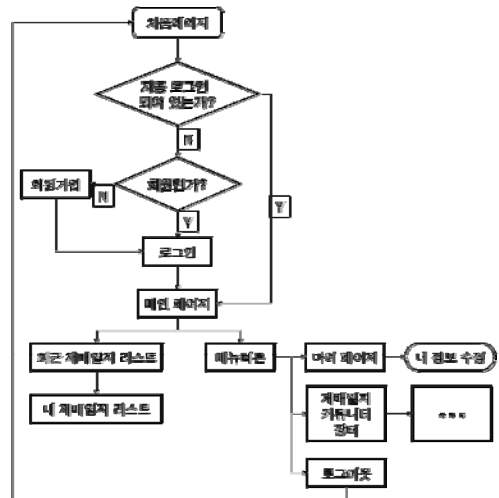 처음페이지
자동 로그인
되어 있는가?
N
Y
회원인가?
회원가입
N
Y
로그인
메인 페이지
최근 재배일지 리스트
메뉴버튼
마이 페이지
내 정보 수정
내 재배일지 리스트
재배일지
커뮤니티
장터
로그아웃